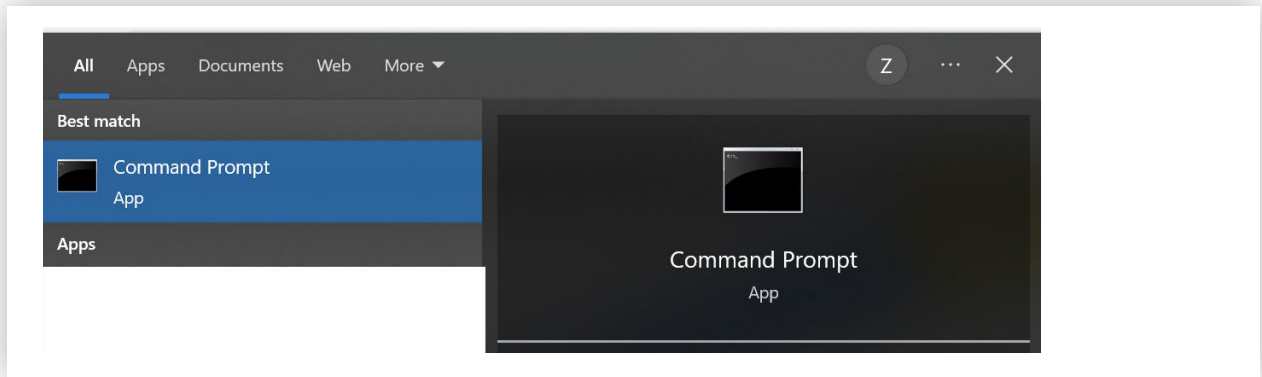 All Apps Documents Web More Z ...
Best match
Command Prompt
App
Apps
Command Prompt
App